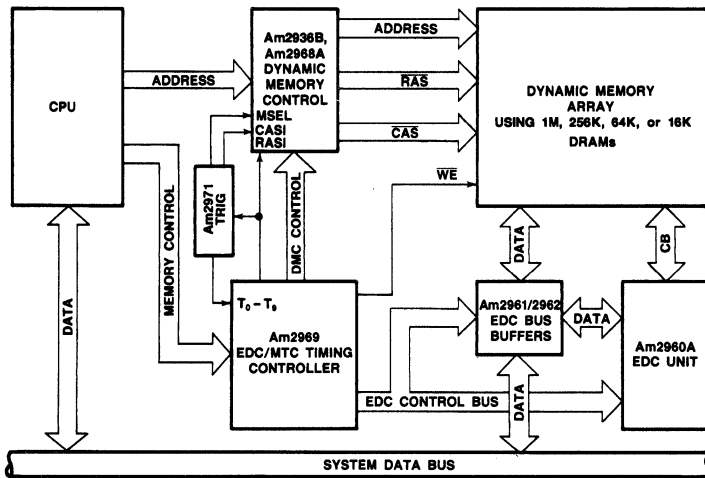 CPU
ADDRESS
Am2936B,
Am2968A
DYNAMIC
MEMORY
CONTROL
MSEL
CASI
RASI
ADDRESS
RAS
CAS
DYNAMIC MEMORY
ARRAY
USING 1M, 256K, 64K, or 16K
DRAMs
Am2971
TRIG
DMC CONTROL
WE
MEMORY CONTROL
DATA
DATA
CB
T0–T9
Am2969
EDC/MTC TIMING
CONTROLLER
Am2961/2962
EDC BUS
BUFFERS
DATA
Am2960A
EDC UNIT
EDC CONTROL BUS
DATA
SYSTEM DATA BUS